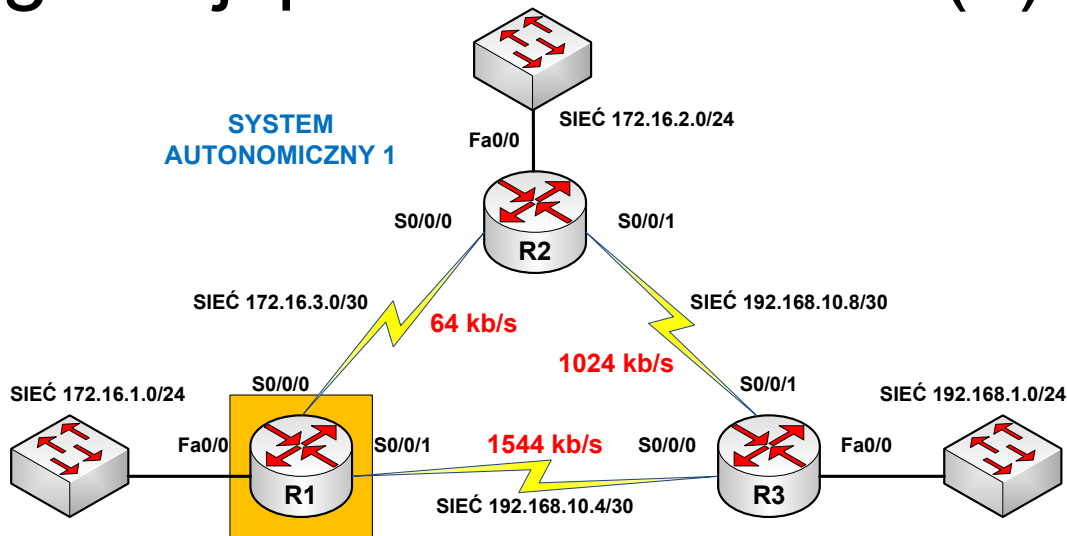 SIEĆ 172.16.2.0/24
SYSTEM
AUTONOMICZNY 1
Fa0/0
S0/0/0
S0/0/1
R2
SIEĆ 172.16.3.0/30
SIEĆ 192.168.10.8/30
64 kb/s
1024 kb/s
SIEĆ 172.16.1.0/24
S0/0/0
S0/0/1
SIEĆ 192.168.1.0/24
Fa0/0
S0/0/1
1544 kb/s
S0/0/0
Fa0/0
R1
SIEĆ 192.168.10.4/30
R3